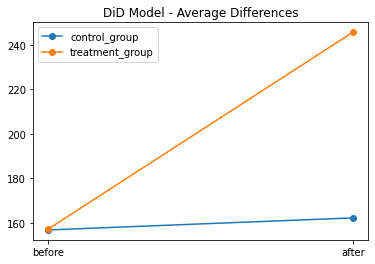 DiD Model - Average Differences
control_group
treatment_group
240
220
200
180
160
before
after